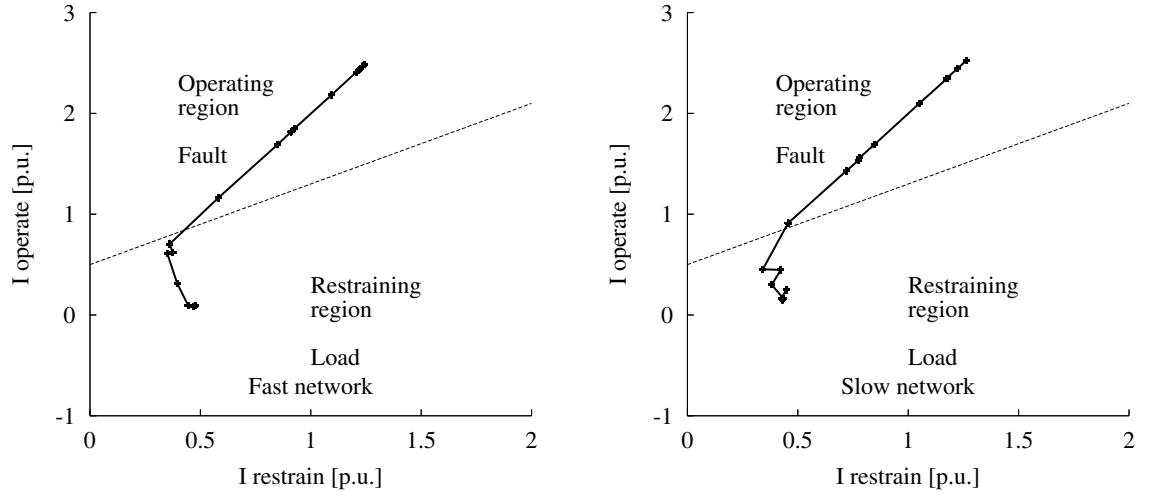 3
2
1
0
-1
0
0.5
1
1.5
2
I operate [p.u.]
I restrain [p.u.]
Operating
region
Fault
Restraining
region
Load
Fast network
3
2
1
0
-1
0
0.5
1
1.5
2
I operate [p.u.]
I restrain [p.u.]
Operating
region
Fault
Restraining
region
Load
Slow network